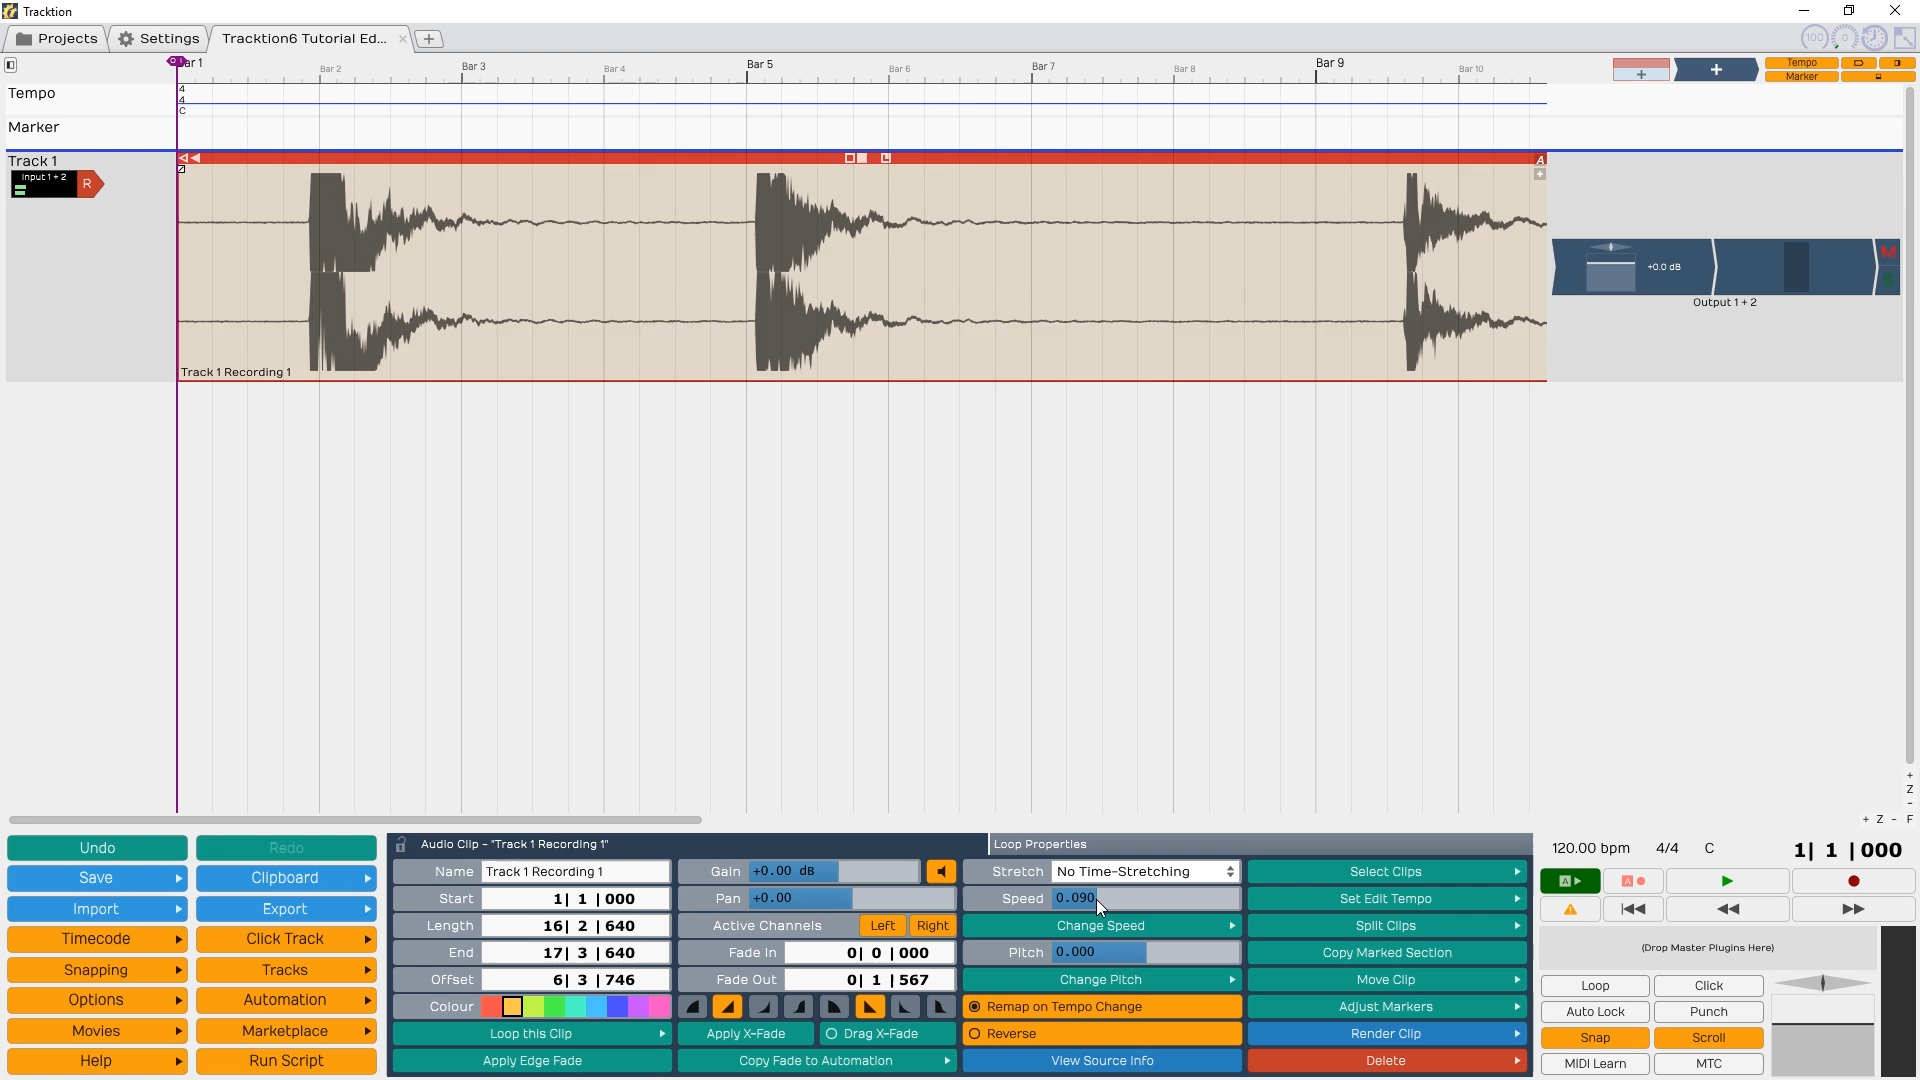 Tracktion
Projects
Settings
Tracktion6 Tutorial Ed...
100
0
Bar 2
Bar 3
Bar 4
Bar 5
Bar 6
Bar 7
Bar 8
Bar 9
Bar 10
Tempo
Marker
Tempo
4
4
C
Marker
Track 1
Input 1 + 2
R
A
Track 1 Recording 1
+0.0 dB
M
S
Output 1 + 2
+
Z
-
+ Z - F
Undo
Redo
Save
Clipboard
Import
Export
Timecode
Click Track
Snapping
Tracks
Options
Automation
Movies
Marketplace
Help
Run Script
Audio Clip - "Track 1 Recording 1"
Loop Properties
Name
Track 1 Recording 1
Start
1| 1 |000
Length
16| 2 |640
End
17| 3 |640
Offset
6| 3 |746
Colour
Loop this Clip
Apply Edge Fade
Gain
+0.00 dB
Pan
+0.00
Active Channels
Left
Right
Fade In
0| 0 |000
Fade Out
0| 1 |567
Apply X-Fade
Drag X-Fade
Copy Fade to Automation
Stretch
No Time-Stretching
Speed
0.090
Change Speed
Pitch
0.000
Change Pitch
Remap on Tempo Change
Reverse
View Source Info
Select Clips
Set Edit Tempo
Split Clips
Copy Marked Section
Move Clip
Adjust Markers
Render Clip
Delete
120.00 bpm
4/4
C
1| 1 |000
A
A
(Drop Master Plugins Here)
Loop
Click
Auto Lock
Punch
Snap
Scroll
MIDI Learn
MTC